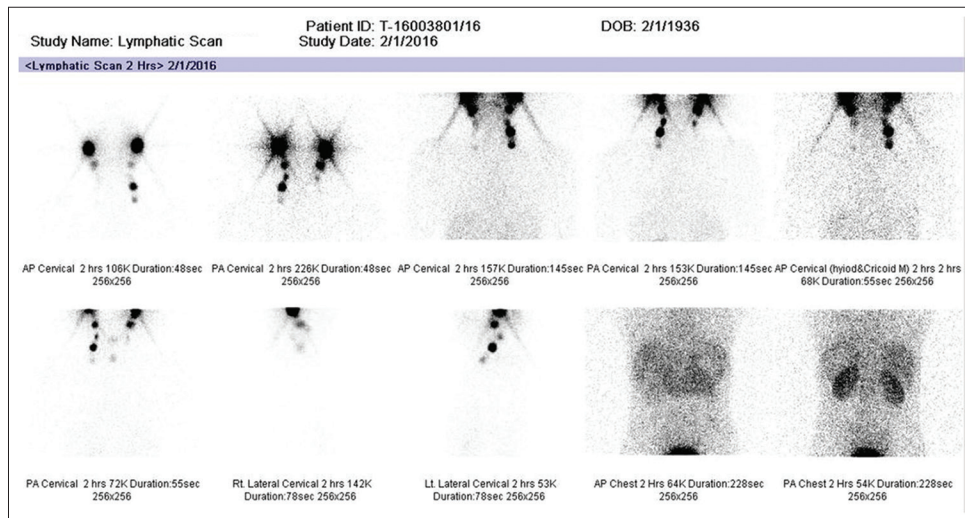 Patient ID: T-16003801/16 DOB: 2/1/1936
Study Name: Lymphatic Scan Study Date: 2/1/2016
<Lymphatic Scan 2 Hrs> 2/1/2016
AP Cervical 2 hrs 106K Duration:48sec
256x256
PA Cervical 2 hrs 226K Duration:48sec
256x256
AP Cervical 2 hrs 157K Duration:145sec
256x256
PA Cervical 2 hrs 153K Duration:145sec
256x256
AP Cervical (hyiod&Cricoid M) 2 hrs 2 hrs
68K Duration:55sec 256x256
PA Cervical 2 hrs 72K Duration:55sec
256x256
Rt. Lateral Cervical 2 hrs 142K
Duration:78sec 256x256
Lt. Lateral Cervical 2 hrs 53K
Duration:78sec 256x256
AP Chest 2 Hrs 64K Duration:228sec
256x256
PA Chest 2 Hrs 54K Duration:228sec
256x256